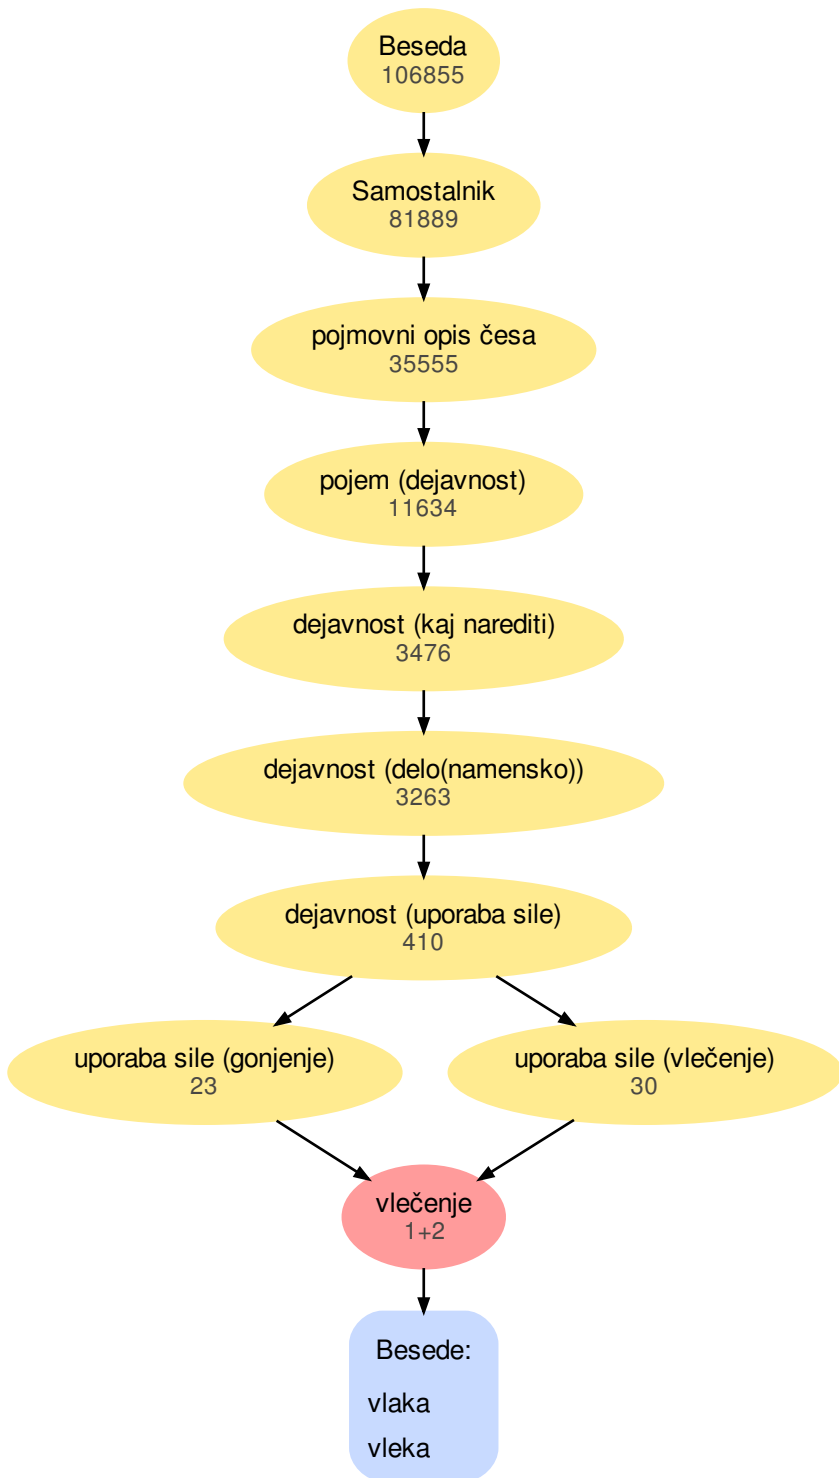 Beseda
106855
Samostalnik
81889
pojmovni opis česa
35555
pojem (dejavnost)
11634
dejavnost (kaj narediti)
3476
dejavnost (delo(namensko))
3263
dejavnost (uporaba sile)
410
uporaba sile (gonjenje)
23
uporaba sile (vlečenje)
30
vlečenje
1+2
Besede:
vlaka
vleka